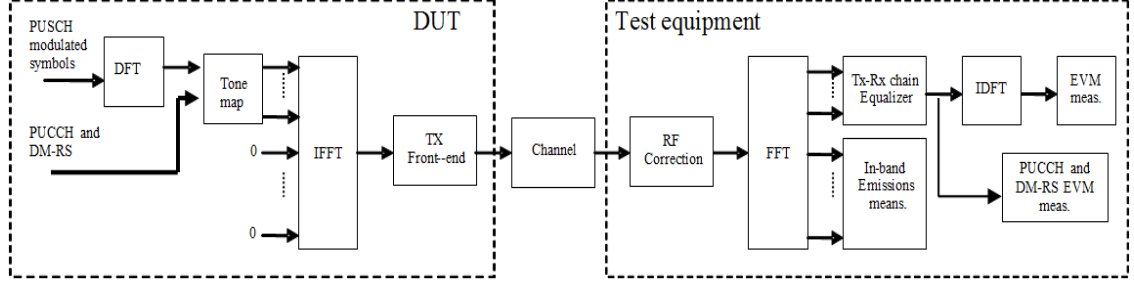 DUT
Test equipment
PUSCH
modulated
symbols
DFT
Tone
map
PUCCH and
DM-RS
0
0
IFFT
TX
Front--end
Channel
RF
Correction
FFT
Tx-Rx chain
Equalizer
IDFT
EVM
meas.
In-band
Emissions
means.
PUCCH and
DM-RS EVM
meas.